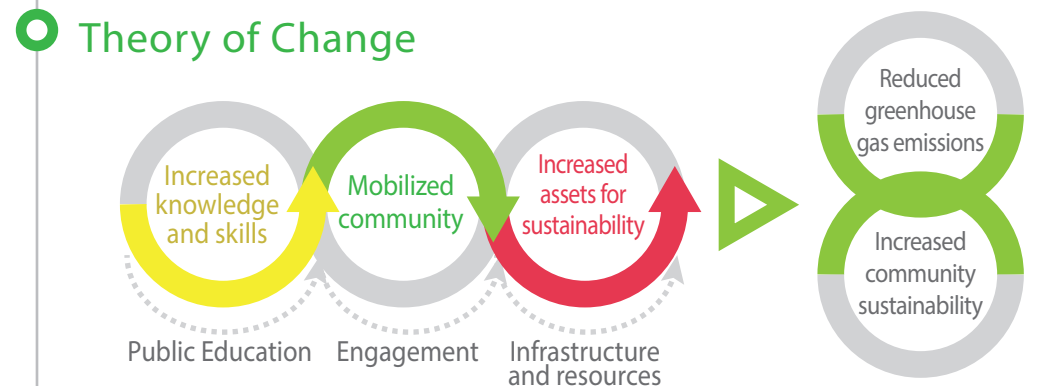 Theory of Change
Increased
knowledge
and skills
Mobilized
community
Increased
assets for
sustainability
Reduced
greenhouse
gas emissions
Increased
community
sustainability
Public Education
Engagement
Infrastructure
and resources